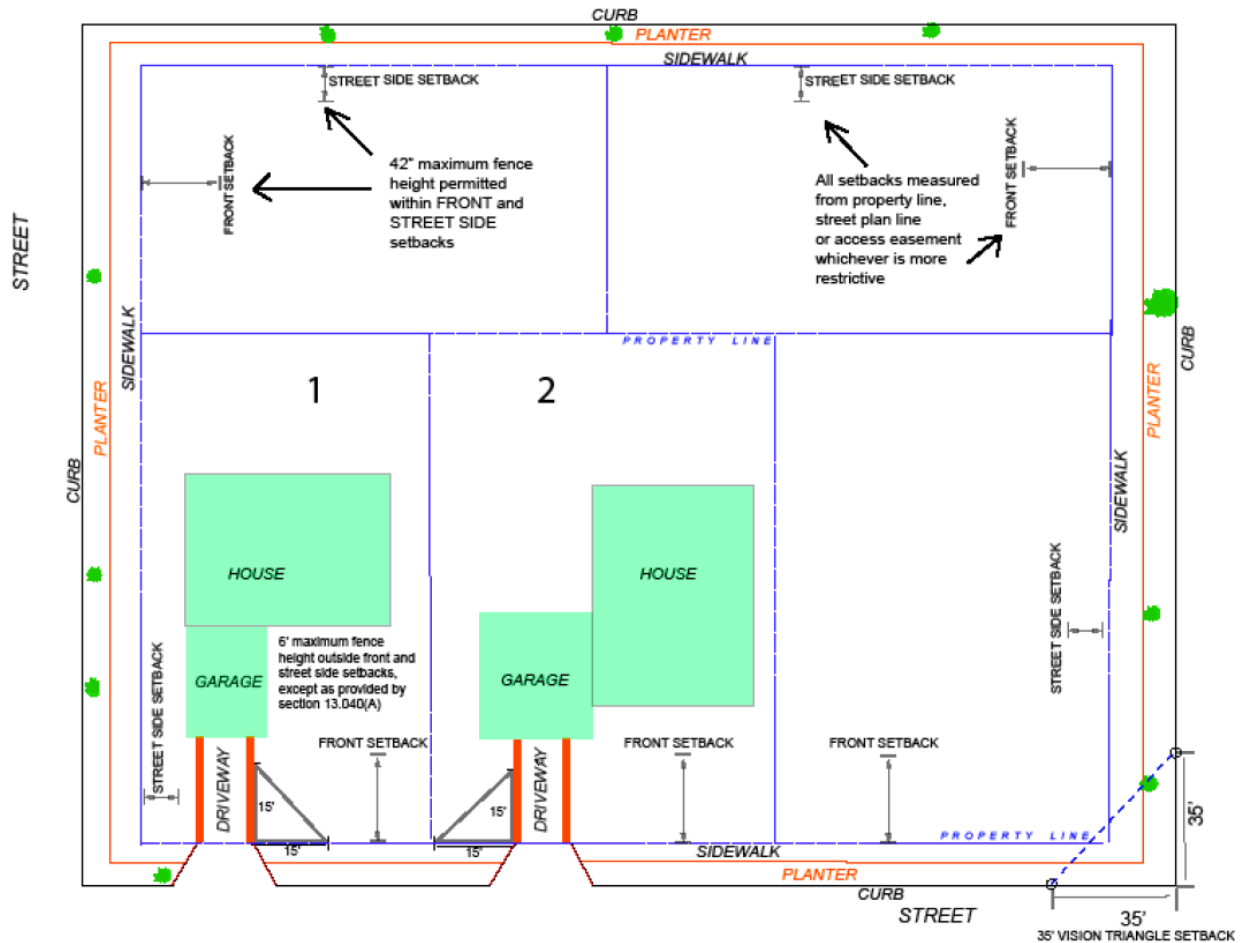 CURB
PLANTER
SIDEWALK
STREET SIDE SETBACK
STREET SIDE SETBACK
FRONT SETBACK
42" maximum fence
height permitted
within FRONT and
STREET SIDE
setbacks
All setbacks measured
from property line,
street plan line
or access easement
whichever is more
restrictive
FRONT SETBACK
STREET
SIDEWALK
PLANTER
CURB
PROPERTY LINE
CURB
PLANTER
SIDEWALK
1
2
HOUSE
HOUSE
GARAGE
6' maximum fence
height outside front and
street side setbacks,
except as provided by
section 13.040(A)
GARAGE
STREET SIDE SETBACK
STREET SIDE SETBACK
FRONT SETBACK
FRONT SETBACK
FRONT SETBACK
DRIVEWAY
15'
15'
15'
DRIVEWAY
15'
35'
PROPERTY LINE
SIDEWALK
PLANTER
CURB
STREET
35'
35' VISION TRIANGLE SETBACK